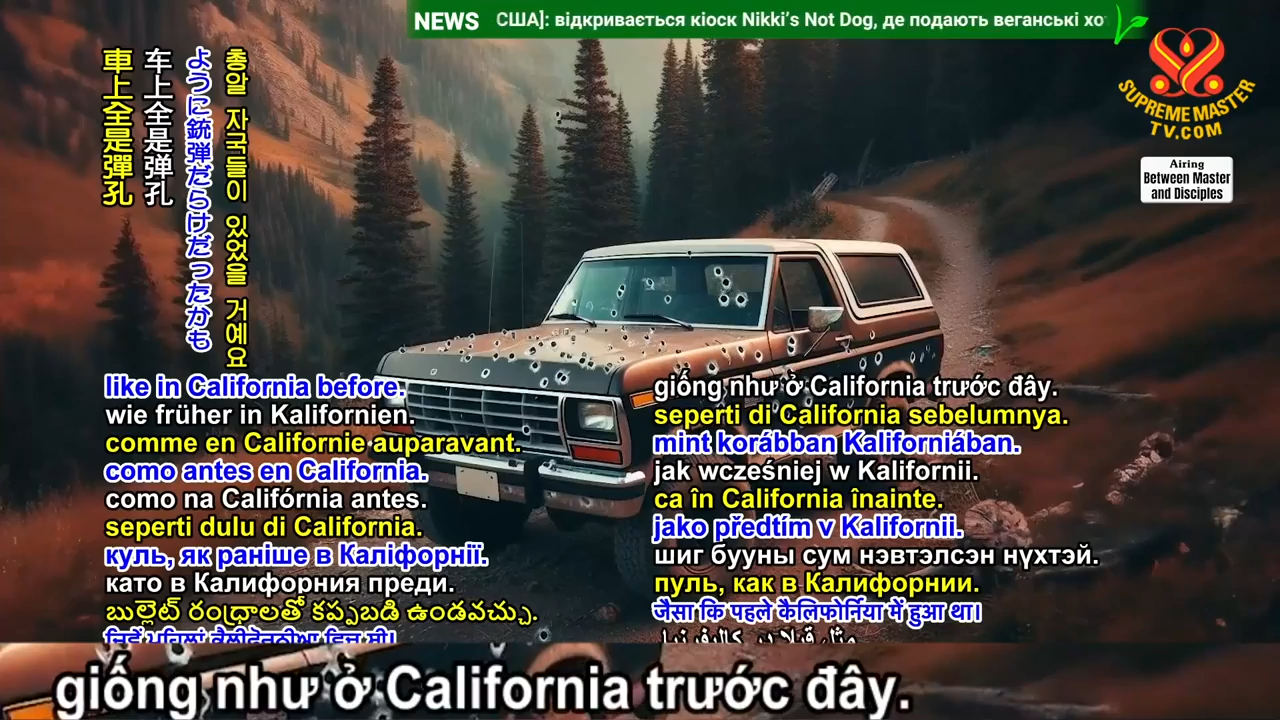 NEWS США]: відкривається кіоск Nikki's Not Dog, де подають веганські хо
SUPREME MASTER
TV.COM
Airing
Between Master
and Disciples
車上全是彈孔
车上全是弹孔
ように銃弾だらけだったかも
총알 자국들이 있었을 거예요
like in California before.
wie früher in Kalifornien.
comme en Californie auparavant.
como antes en California.
como na Califórnia antes.
seperti dulu di California.
куль, як раніше в Каліфорнії.
като в Калифорния преди.
బుల్లెట్ రంధ్రాలతో కప్పబడి ఉండవచ్చు.
giống như ở California trước đây.
seperti di California sebelumnya.
mint korábban Kaliforniában.
jak wcześniej w Kalifornii.
ca în California înainte.
jako předtím v Kalifornii.
шиг бууны сум нэвтэлсэн нүхтэй.
пуль, как в Калифорнии.
जैसा कि पहले कैलिफोर्निया में हुआ था।
giống như ở California trước đây.